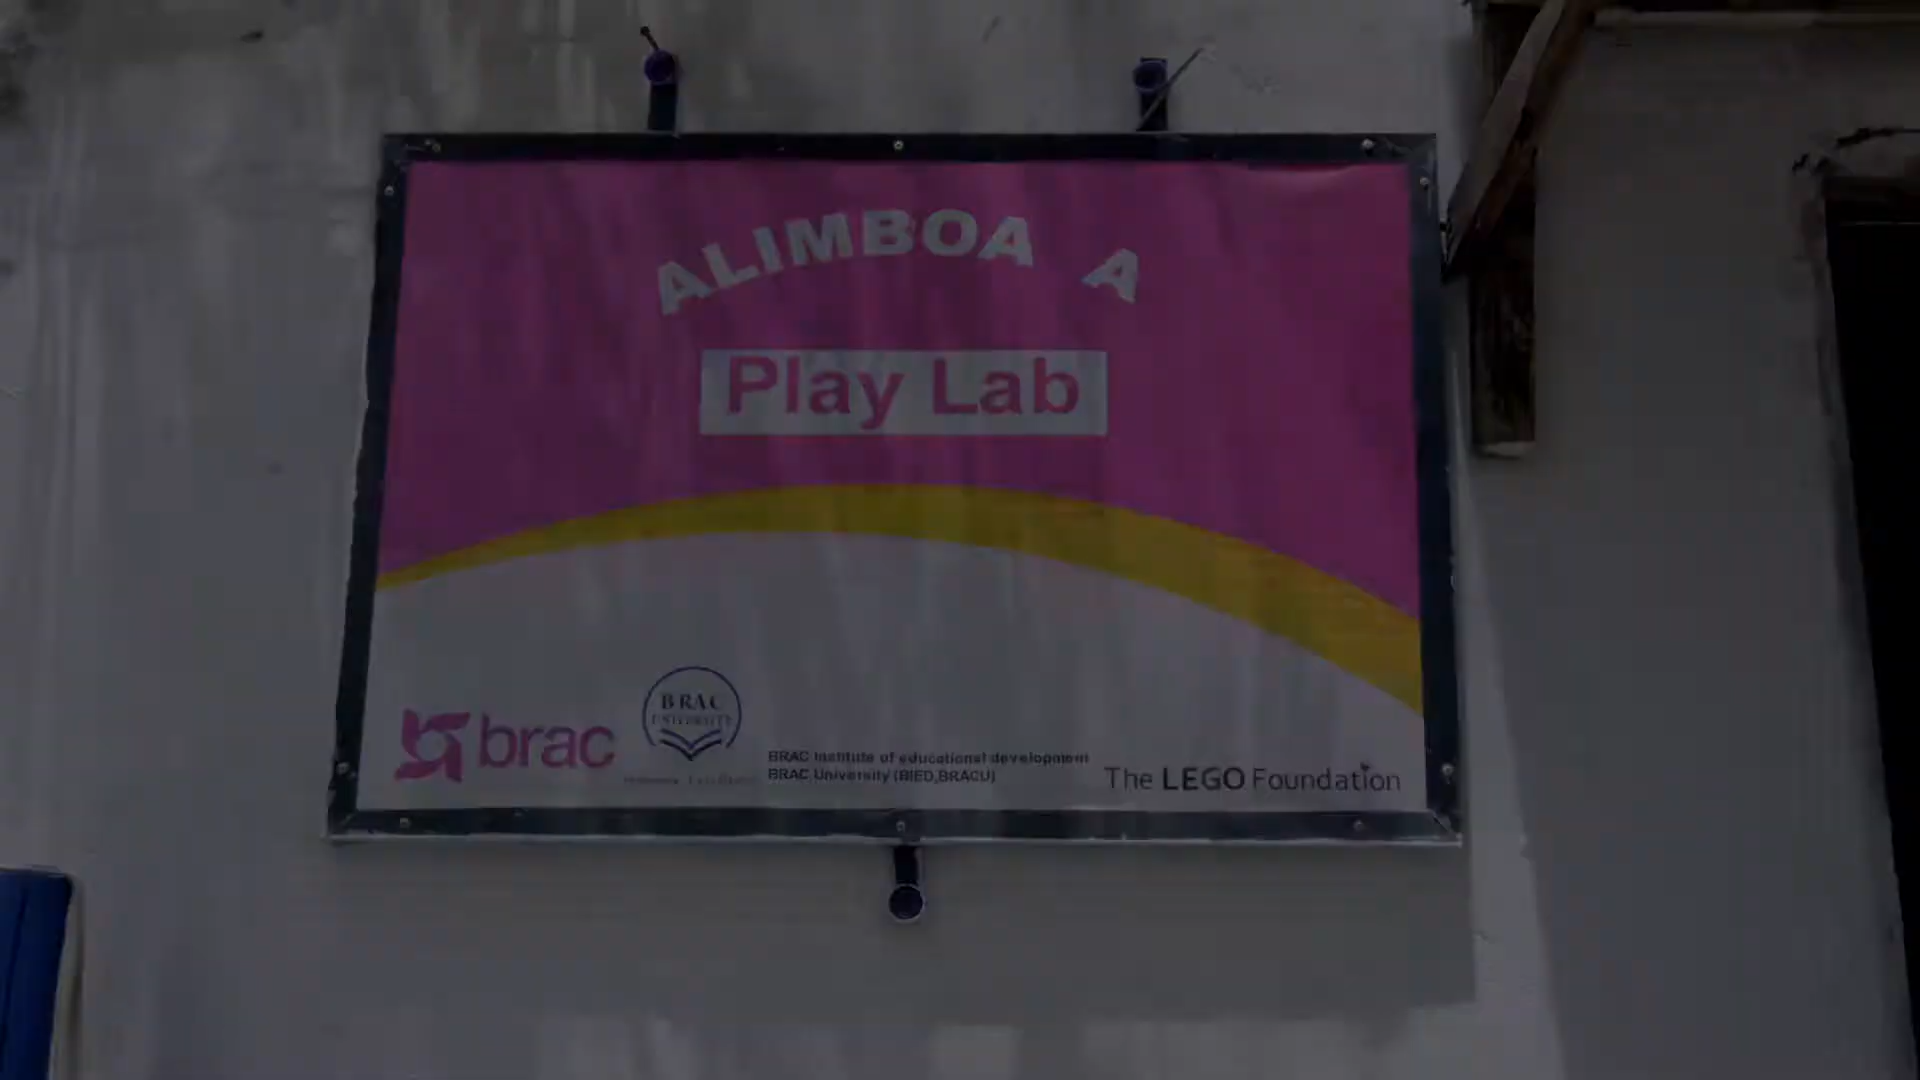 ALIMBOA A
Play Lab
brac
BRAC
UNIVERSITY
BRAC Institute of educational development
BRAC University (BIED,BRACU)
The LEGO Foundation